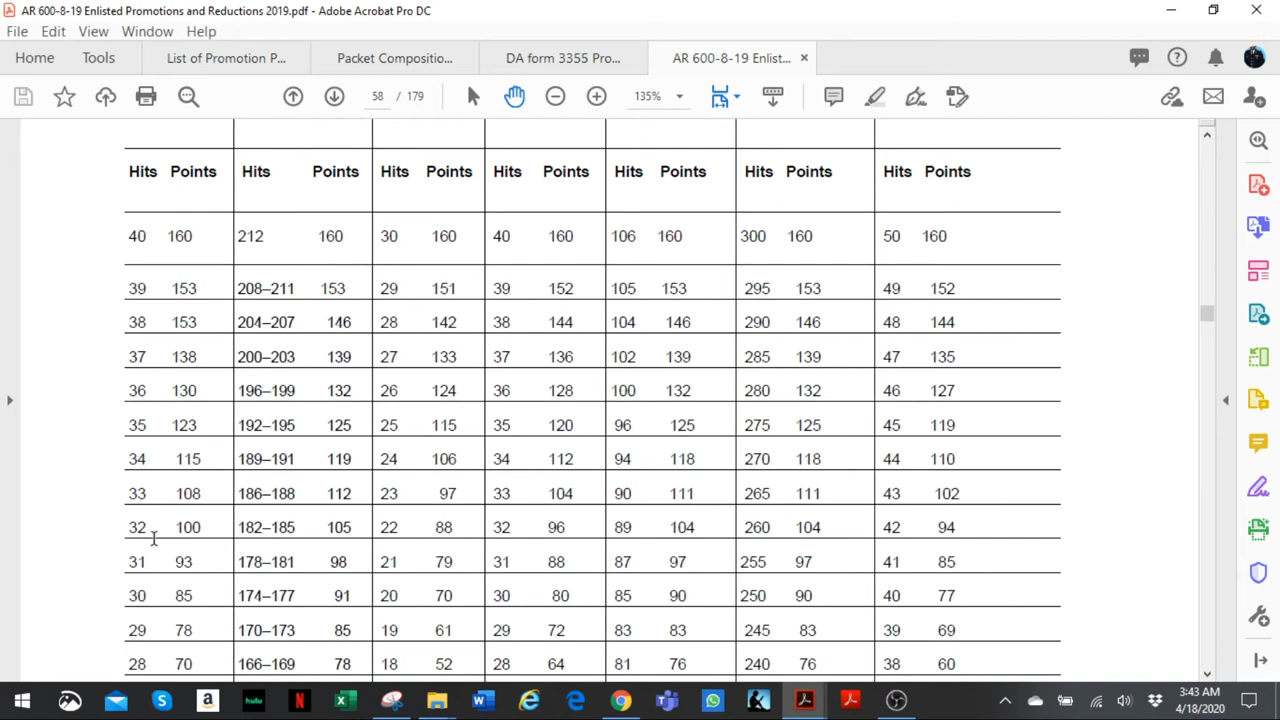 AR 600-8-19 Enlisted Promotions and Reductions 2019.pdf - Adobe Acrobat Pro DC
File Edit View Window Help
Home Tools List of Promotion P... Packet Compositio... DA form 3355 Pro... AR 600-8-19 Enlist... ×
58 / 179 135%
Hits Points Hits Points Hits Points Hits Points Hits Points Hits Points Hits Points
40 160 212 160 30 160 40 160 106 160 300 160 50 160
39 153 208–211 153 29 151 39 152 105 153 295 153 49 152
38 153 204–207 146 28 142 38 144 104 146 290 146 48 144
37 138 200–203 139 27 133 37 136 102 139 285 139 47 135
36 130 196–199 132 26 124 36 128 100 132 280 132 46 127
35 123 192–195 125 25 115 35 120 96 125 275 125 45 119
34 115 189–191 119 24 106 34 112 94 118 270 118 44 110
33 108 186–188 112 23 97 33 104 90 111 265 111 43 102
32 100 182–185 105 22 88 32 96 89 104 260 104 42 94
31 93 178–181 98 21 79 31 88 87 97 255 97 41 85
30 85 174–177 91 20 70 30 80 85 90 250 90 40 77
29 78 170–173 85 19 61 29 72 83 83 245 83 39 69
28 70 166–169 78 18 52 28 64 81 76 240 76 38 60
hulu
3:43 AM
4/18/2020